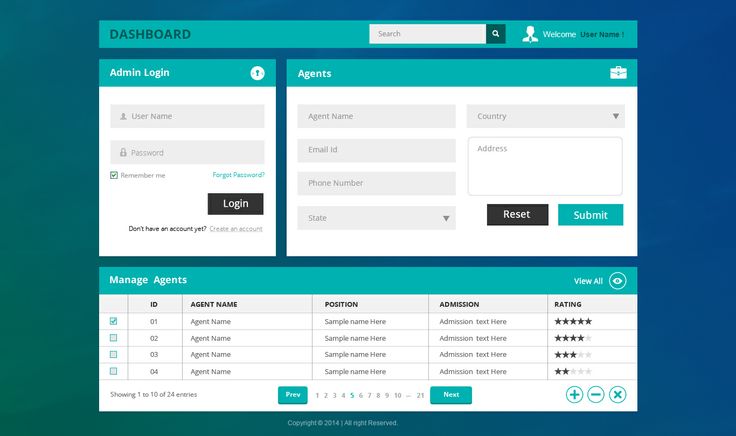 DASHBOARD
Search
Welcome User Name !
Admin Login
User Name
Password
Remember me
Forgot Password?
Login
Don't have an account yet? Create an account
Agents
Agent Name
Country
Email Id
Address
Phone Number
State
Reset
Submit
Manage Agents
View All
ID AGENT NAME POSITION ADMISSION RATING
01 Agent Name Sample name Here Admission text Here
02 Agent Name Sample name Here Admission text Here
03 Agent Name Sample name Here Admission text Here
04 Agent Name Sample name Here Admission text Here
Showing 1 to 10 of 24 entries
Prev 1 2 3 4 5 6 7 8 9 10 ... 21 Next
Copyright © 2014 | All right Reserved.